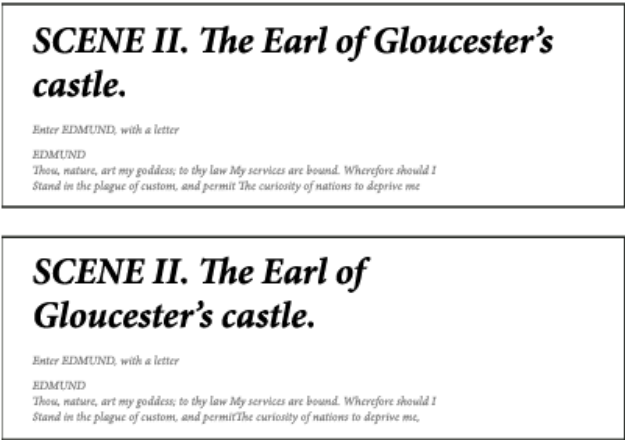 SCENE II. The Earl of Gloucester’s
castle.
Enter EDMUND, with a letter
EDMUND
Thou, nature, art my goddess; to thy law My services are bound. Wherefore should I
Stand in the plague of custom, and permit The curiosity of nations to deprive me
SCENE II. The Earl of
Gloucester’s castle.
Enter EDMUND, with a letter
EDMUND
Thou, nature, art my goddess; to thy law My services are bound. Wherefore should I
Stand in the plague of custom, and permitThe curiosity of nations to deprive me,